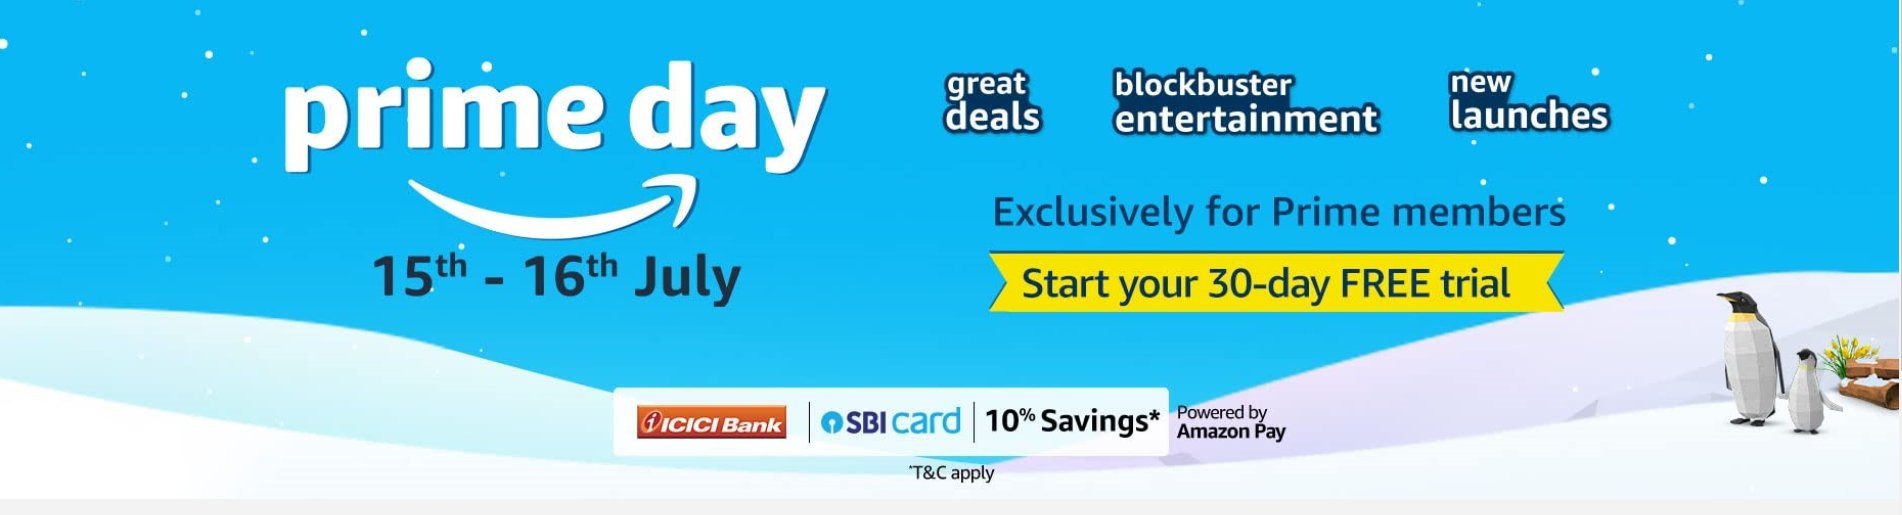 prime day
15th - 16th July
great
deals
blockbuster
entertainment
new
launches
Exclusively for Prime members
Start your 30-day FREE trial
ICICI Bank
SBI card
10% Savings*
Powered by
Amazon Pay
*T&C apply